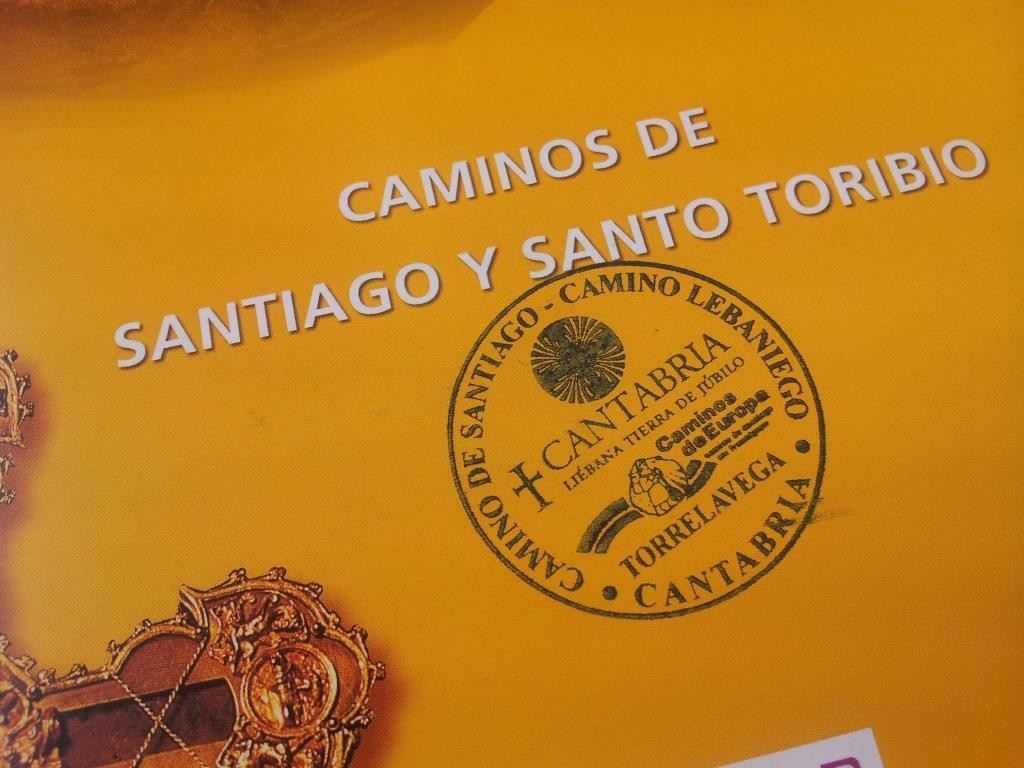 CAMINOS DE
SANTIAGO Y SANTO TORIBIO
CAMINO DE SANTIAGO - CAMINO LEBANIEGO
CANTABRIA
LIÉBANA TIERRA DE JÚBILO
Caminos
de Europa
TORRELAVEGA
• CANTABRIA •